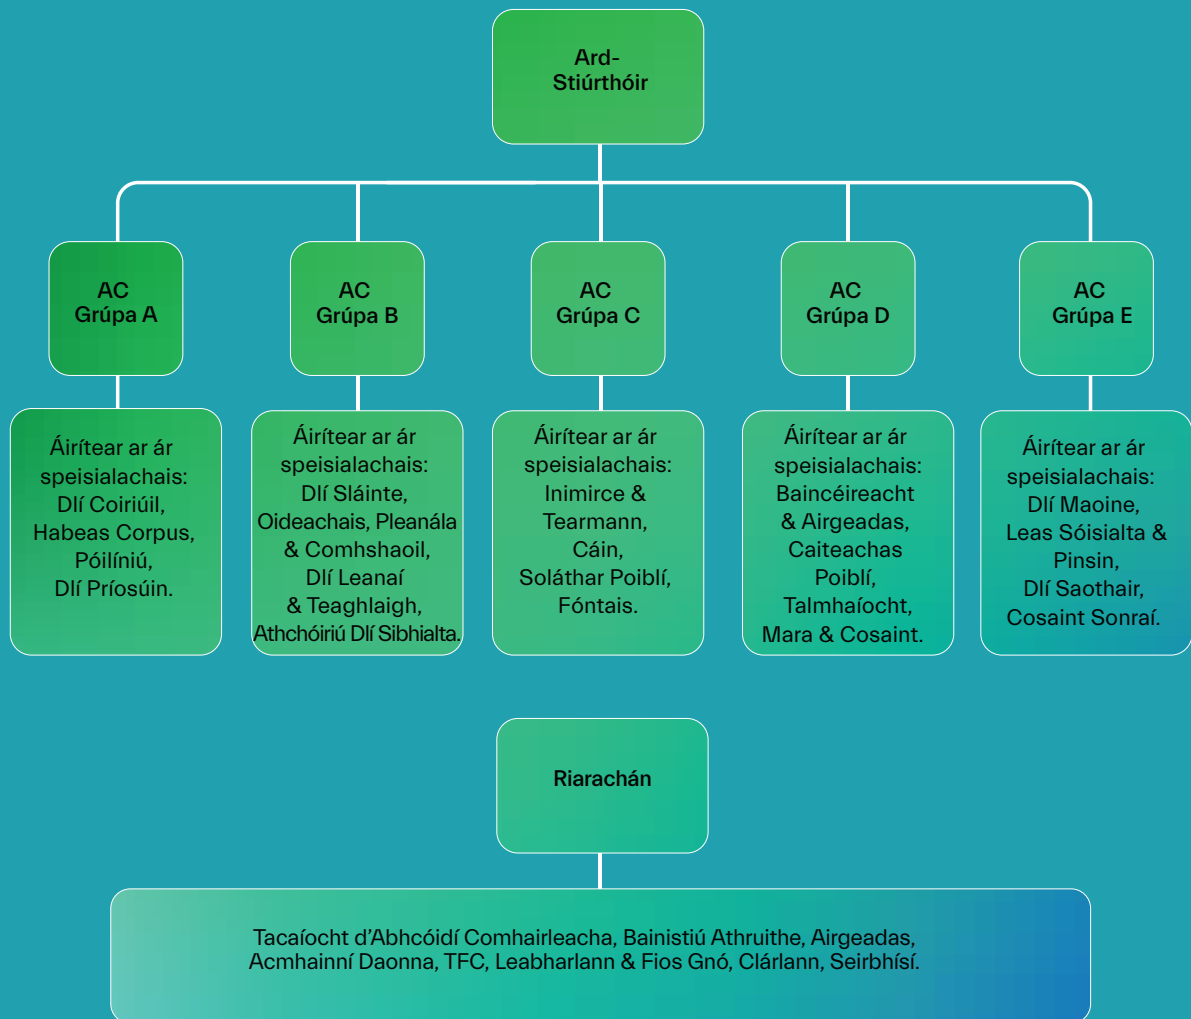 Ard-
Stiúrthóir
AC
Grúpa A
AC
Grúpa B
AC
Grúpa C
AC
Grúpa D
AC
Grúpa E
Áirítear ar ár
speisialachais:
Dlí Coiriúil,
Habeas Corpus,
Póilíniú,
Dlí Príosúin.
Áirítear ar ár
speisialachais:
Dlí Sláinte,
Oideachais, Pleanála
& Comhshaoil,
Dlí Leanaí
& Teaghlaigh,
Athchóiriú Dlí Sibhialta.
Áirítear ar ár
speisialachais:
Inimirce &
Tearmann,
Cáin,
Soláthar Poiblí,
Fóntais.
Áirítear ar ár
speisialachais:
Baincéireacht
& Airgeadas,
Caiteachas
Poiblí,
Talmhaíocht,
Mara & Cosaint.
Áirítear ar ár
speisialachais:
Dlí Maoine,
Leas Sóisialta &
Pinsin,
Dlí Saothair,
Cosaint Sonraí.
Riarachán
Tacaíocht d'Abhcóidí Comhairleacha, Bainistiú Athruithe, Airgeadas,
Acmhainní Daonna, TFC, Leabharlann & Fios Gnó, Clárlann, Seirbhísí.